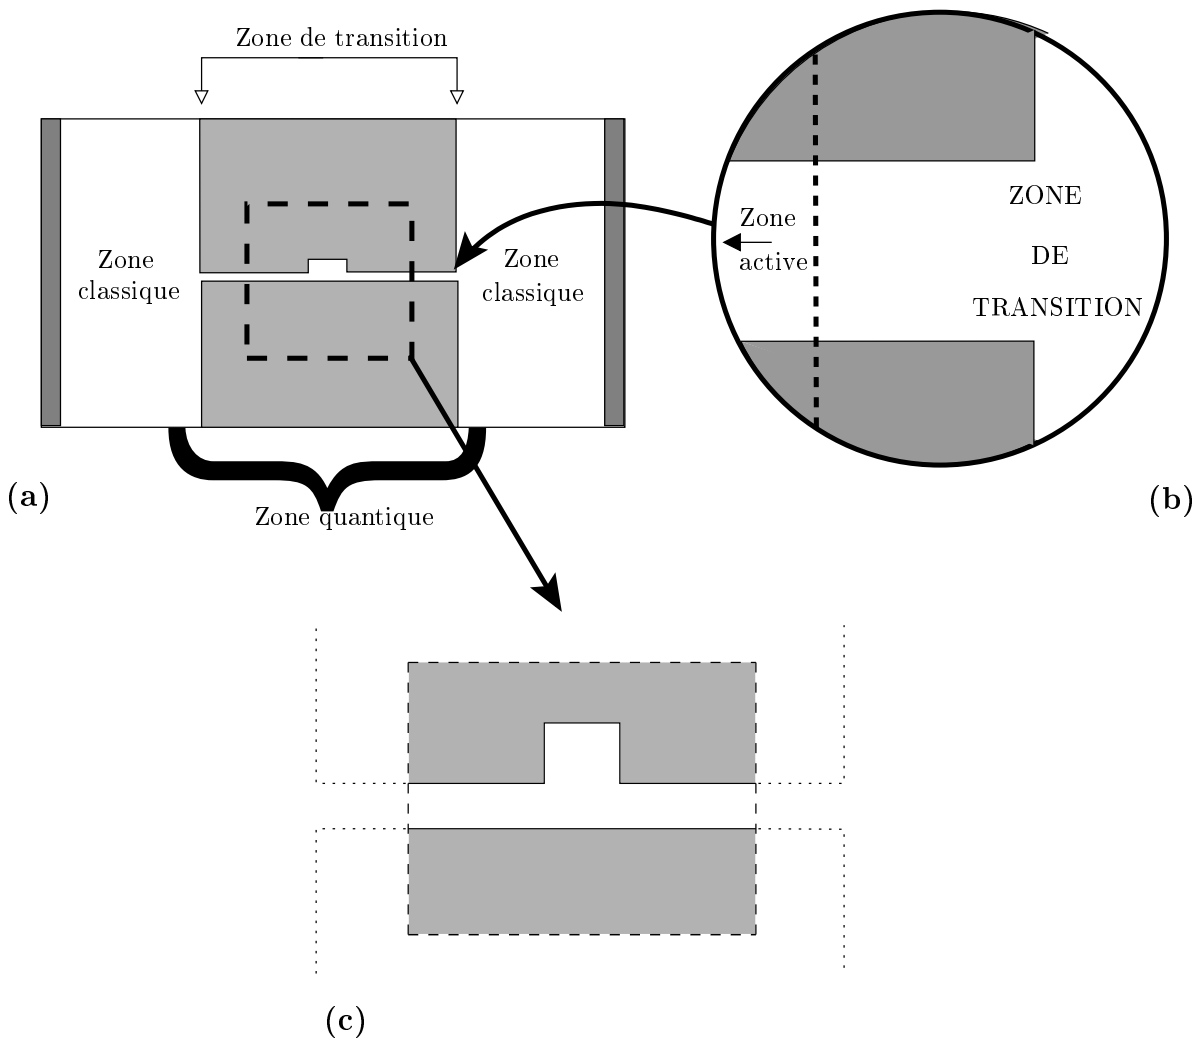 Zone de transition
Zone
classique
Zone
classique
Zone quantique
(a)
Zone
active
ZONE
DE
TRANSITION
(b)
(c)